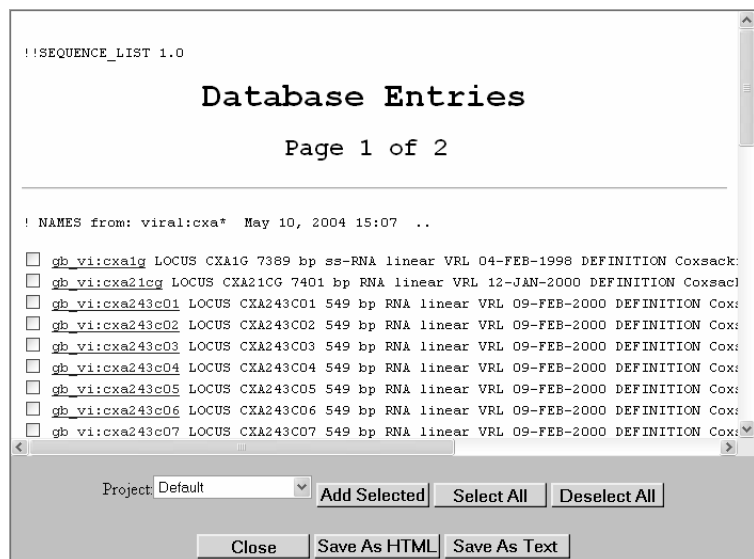 !!SEQUENCE_LIST 1.0
Database Entries
Page 1 of 2
! NAMES from: viral:cxa* May 10, 2004 15:07 ..
gb_vi:cxa1g LOCUS CXA1G 7389 bp ss-RNA linear VRL 04-FEB-1998 DEFINITION Coxsack
gb_vi:cxa21cg LOCUS CXA21CG 7401 bp RNA linear VRL 12-JAN-2000 DEFINITION Coxsac
gb_vi:cxa243c01 LOCUS CXA243C01 549 bp RNA linear VRL 09-FEB-2000 DEFINITION Cox
gb_vi:cxa243c02 LOCUS CXA243C02 549 bp RNA linear VRL 09-FEB-2000 DEFINITION Cox
gb_vi:cxa243c03 LOCUS CXA243C03 549 bp RNA linear VRL 09-FEB-2000 DEFINITION Cox
gb_vi:cxa243c04 LOCUS CXA243C04 549 bp RNA linear VRL 09-FEB-2000 DEFINITION Cox
gb_vi:cxa243c05 LOCUS CXA243C05 549 bp RNA linear VRL 09-FEB-2000 DEFINITION Cox
gb_vi:cxa243c06 LOCUS CXA243C06 549 bp RNA linear VRL 09-FEB-2000 DEFINITION Cox
gb_vi:cxa243c07 LOCUS CXA243C07 549 bp RNA linear VRL 09-FEB-2000 DEFINITION Cox
Project: Default Add Selected Select All Deselect All
Close Save As HTML Save As Text